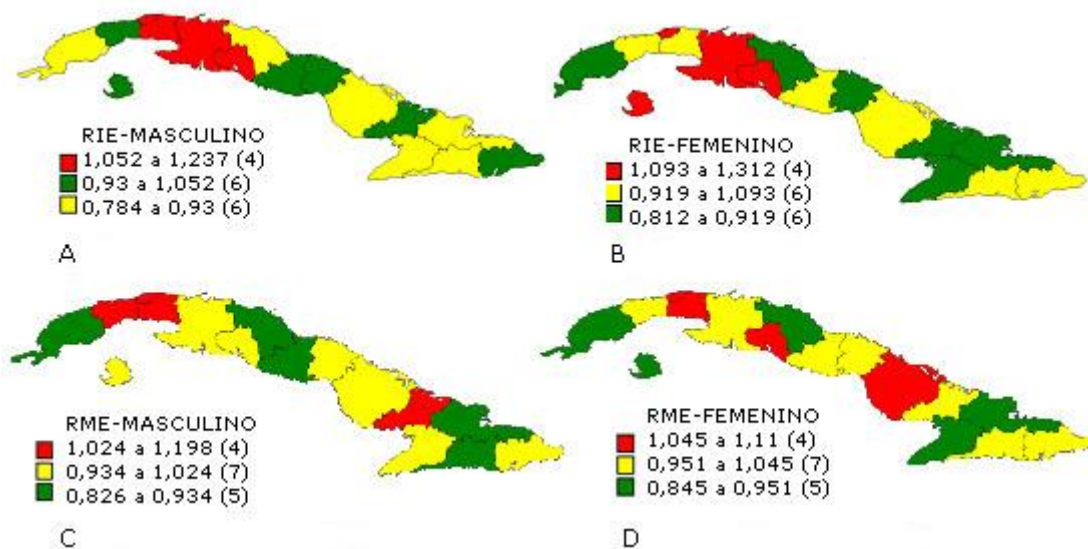 RIE-MASCULINO
1,052 a 1,237 (4)
0,93 a 1,052 (6)
0,784 a 0,93 (6)
A
RIE-FEMENINO
1,093 a 1,312 (4)
0,919 a 1,093 (6)
0,812 a 0,919 (6)
B
RME-MASCULINO
1,024 a 1,198 (4)
0,934 a 1,024 (7)
0,826 a 0,934 (5)
C
RME-FEMENINO
1,045 a 1,11 (4)
0,951 a 1,045 (7)
0,845 a 0,951 (5)
D